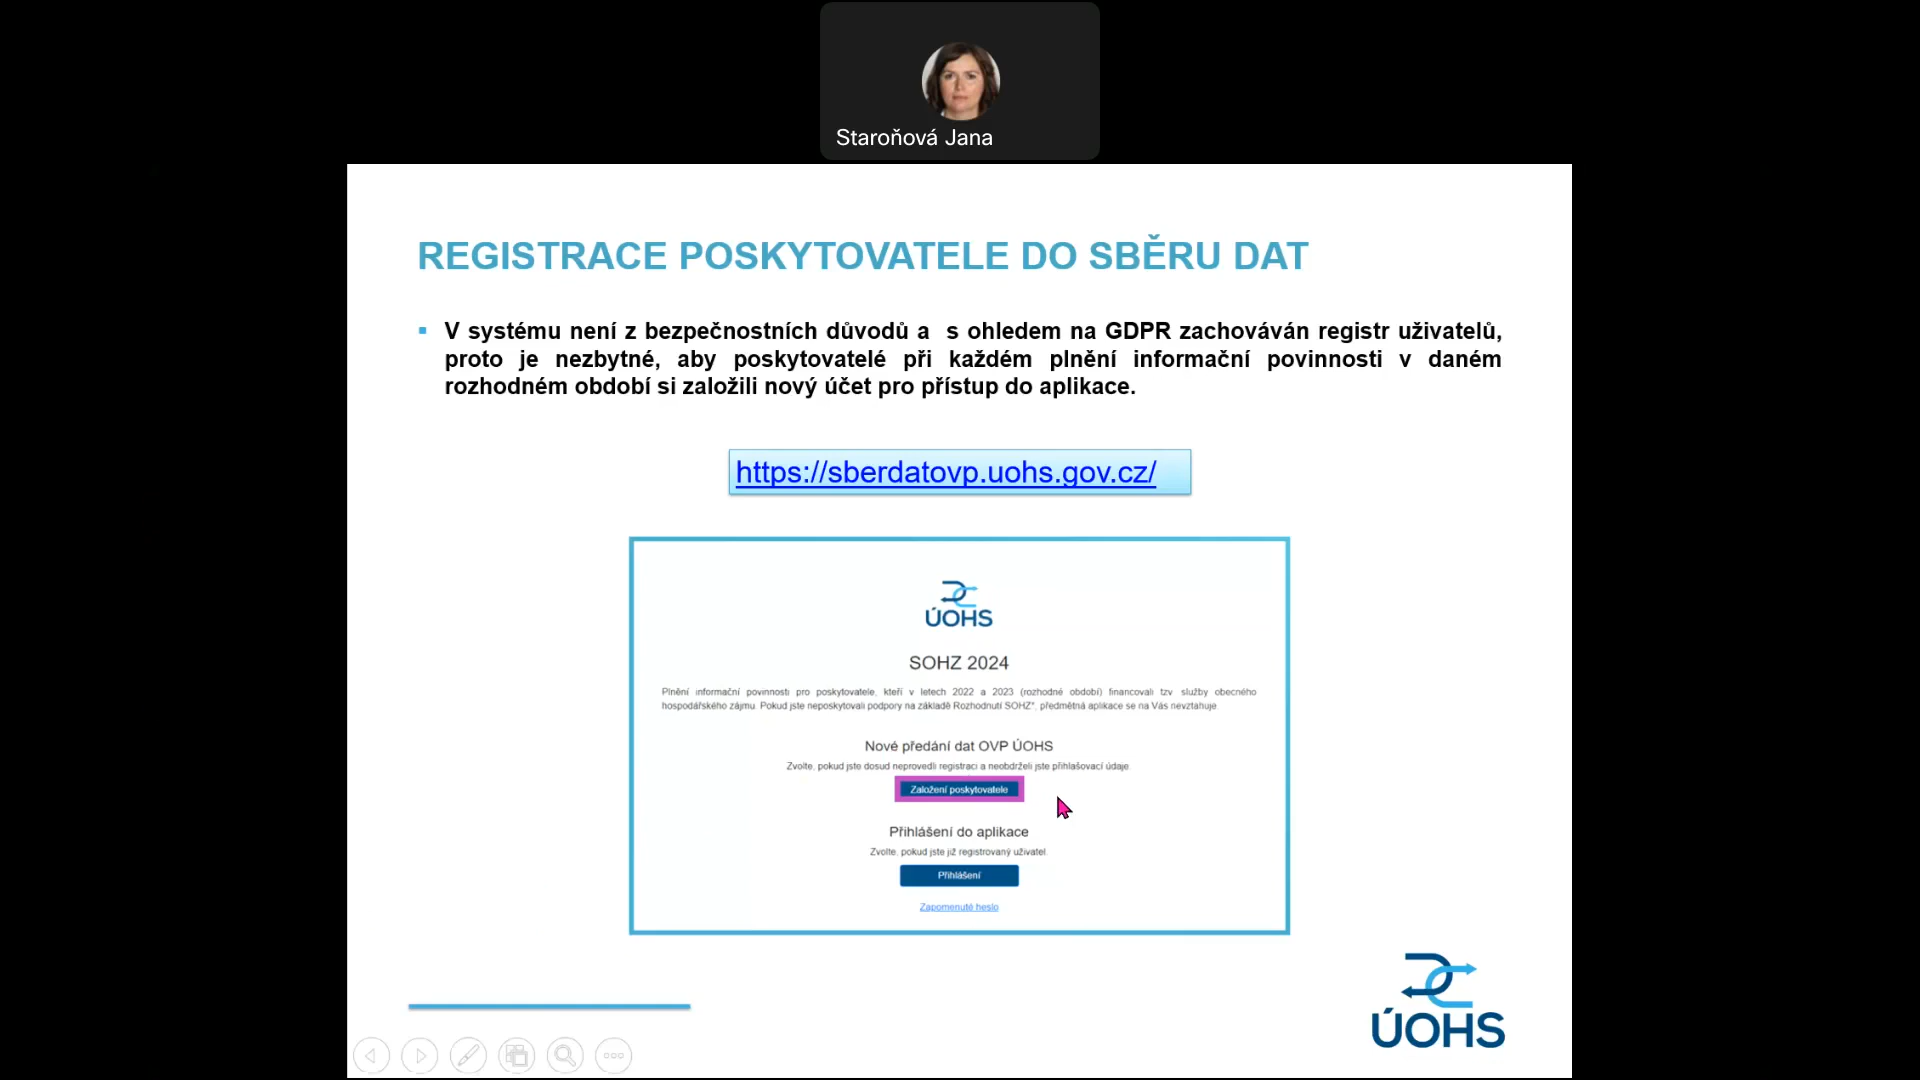 Staroňová Jana
REGISTRACE POSKYTOVATELE DO SBĚRU DAT
V systému není z bezpečnostních důvodů a s ohledem na GDPR zachováván registr uživatelů,
proto je nezbytné, aby poskytovatelé při každém plnění informační povinnosti v daném
rozhodném období si založili nový účet pro přístup do aplikace.
https://sberdatovp.uohs.gov.cz/
ÚOHS
SOHZ 2024
Plnění informační povinnosti pro poskytovatele, kteří v letech 2022 a 2023 (rozhodné období) financovali tzv. služby obecného
hospodářského zájmu. Pokud jste neposkytovali podpory na základě Rozhodnutí SOHZ*, předmětná aplikace se na Vás nevztahuje.
Nové předání dat OVP ÚOHS
Zvolte, pokud jste dosud neprovedli registraci a neobdrželi jste přihlašovací údaje.
Založení poskytovatele
Přihlášení do aplikace
Zvolte, pokud jste již registrovaný uživatel.
Přihlášení
Zapomenuté heslo
ÚOHS